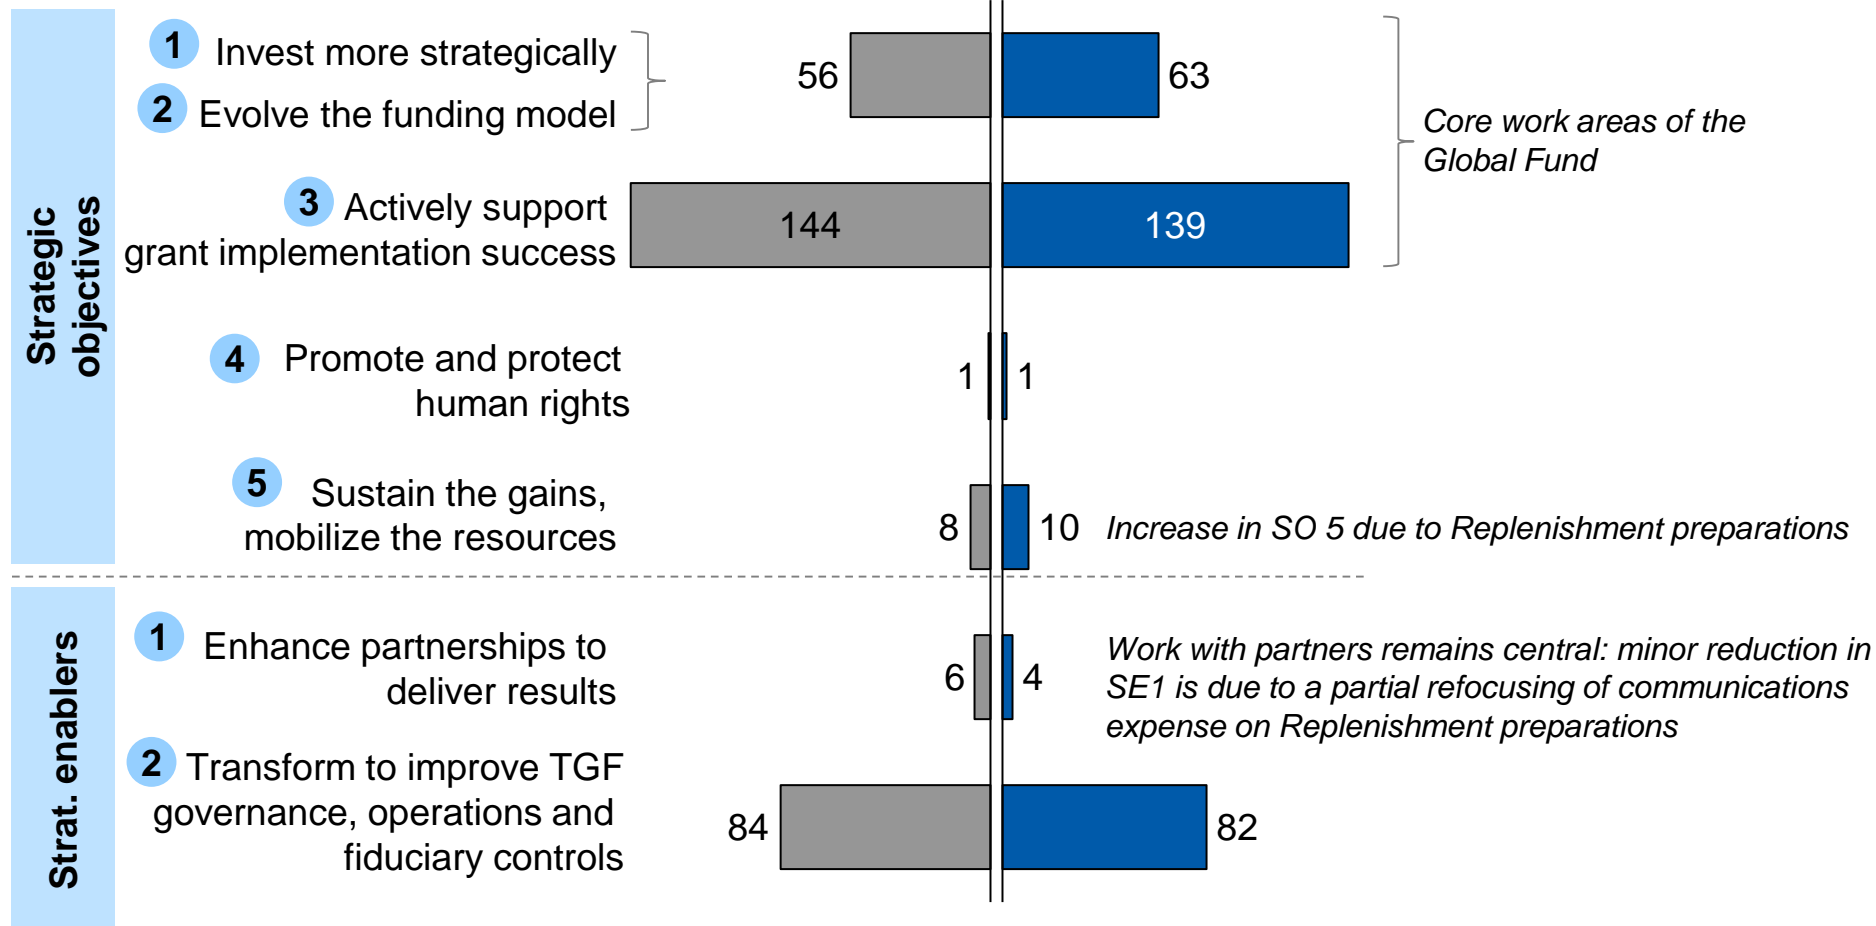 Strategic
objectives
1 Invest more strategically
2 Evolve the funding model
56
63
Core work areas of the
Global Fund
3 Actively support
grant implementation success
144
139
4 Promote and protect
human rights
1
1
5 Sustain the gains,
mobilize the resources
8
10
Increase in SO 5 due to Replenishment preparations
Strat. enablers
1 Enhance partnerships to
deliver results
6
4
Work with partners remains central: minor reduction in
SE1 is due to a partial refocusing of communications
expense on Replenishment preparations
2 Transform to improve TGF
governance, operations and
fiduciary controls
84
82